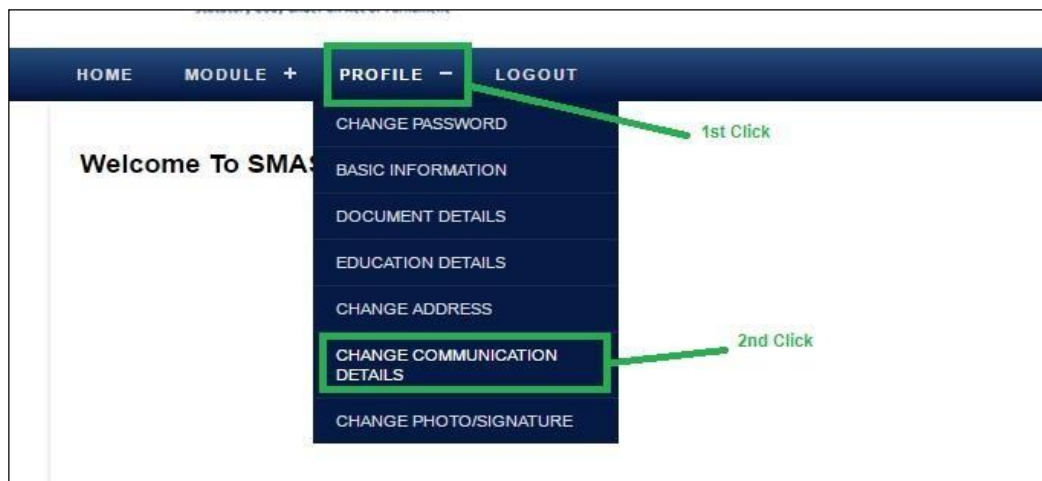 HOME MODULE + PROFILE − LOGOUT
CHANGE PASSWORD
1st Click
Welcome To SMAS
BASIC INFORMATION
DOCUMENT DETAILS
EDUCATION DETAILS
CHANGE ADDRESS
CHANGE COMMUNICATION
DETAILS
2nd Click
CHANGE PHOTO/SIGNATURE